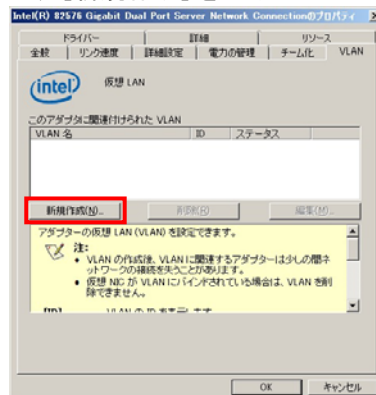 Intel(R) 82576 Gigabit Dual Port Server Network Connectionのプロパティ
ドライバー 詳細 リソース
全般 リンク速度 詳細設定 電力の管理 チーム化 VLAN
intel 仮想 LAN
このアダプタに関連付けられた VLAN
VLAN 名 ID ステータス
新規作成(N)... 削除(R) 編集(M)...
アダプターの仮想 LAN (VLAN) を設定できます。
注:
• VLAN の作成後、VLAN に関連するアダプターは少しの間ネ
ットワークの接続を失うことがあります。
• 仮想 NIC が VLAN にバインドされている場合は、VLAN を削
除できません。
OK キャンセル